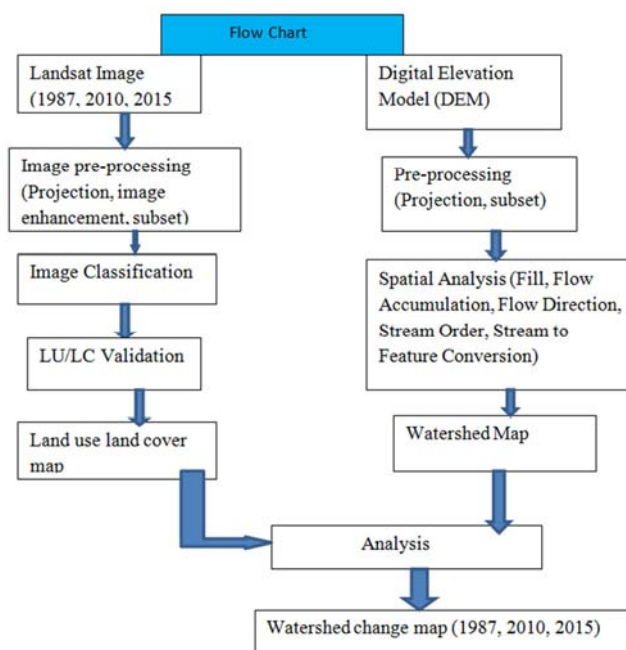 Flow Chart
Landsat Image
(1987, 2010, 2015
Image pre-processing
(Projection, image
enhancement, subset)
Image Classification
LU/LC Validation
Land use land cover
map
Digital Elevation
Model (DEM)
Pre-processing
(Projection, subset)
Spatial Analysis (Fill, Flow
Accumulation, Flow Direction,
Stream Order, Stream to
Feature Conversion)
Watershed Map
Analysis
Watershed change map (1987, 2010, 2015)